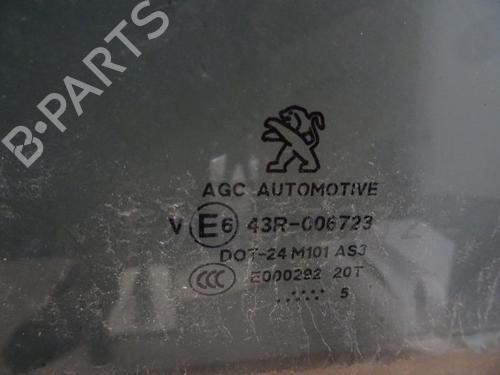 B-PARTS
AGC AUTOMOTIVE
V E6 43R-006723
DOT-24 M101 AS3
CCC E000292 20T
..... 5